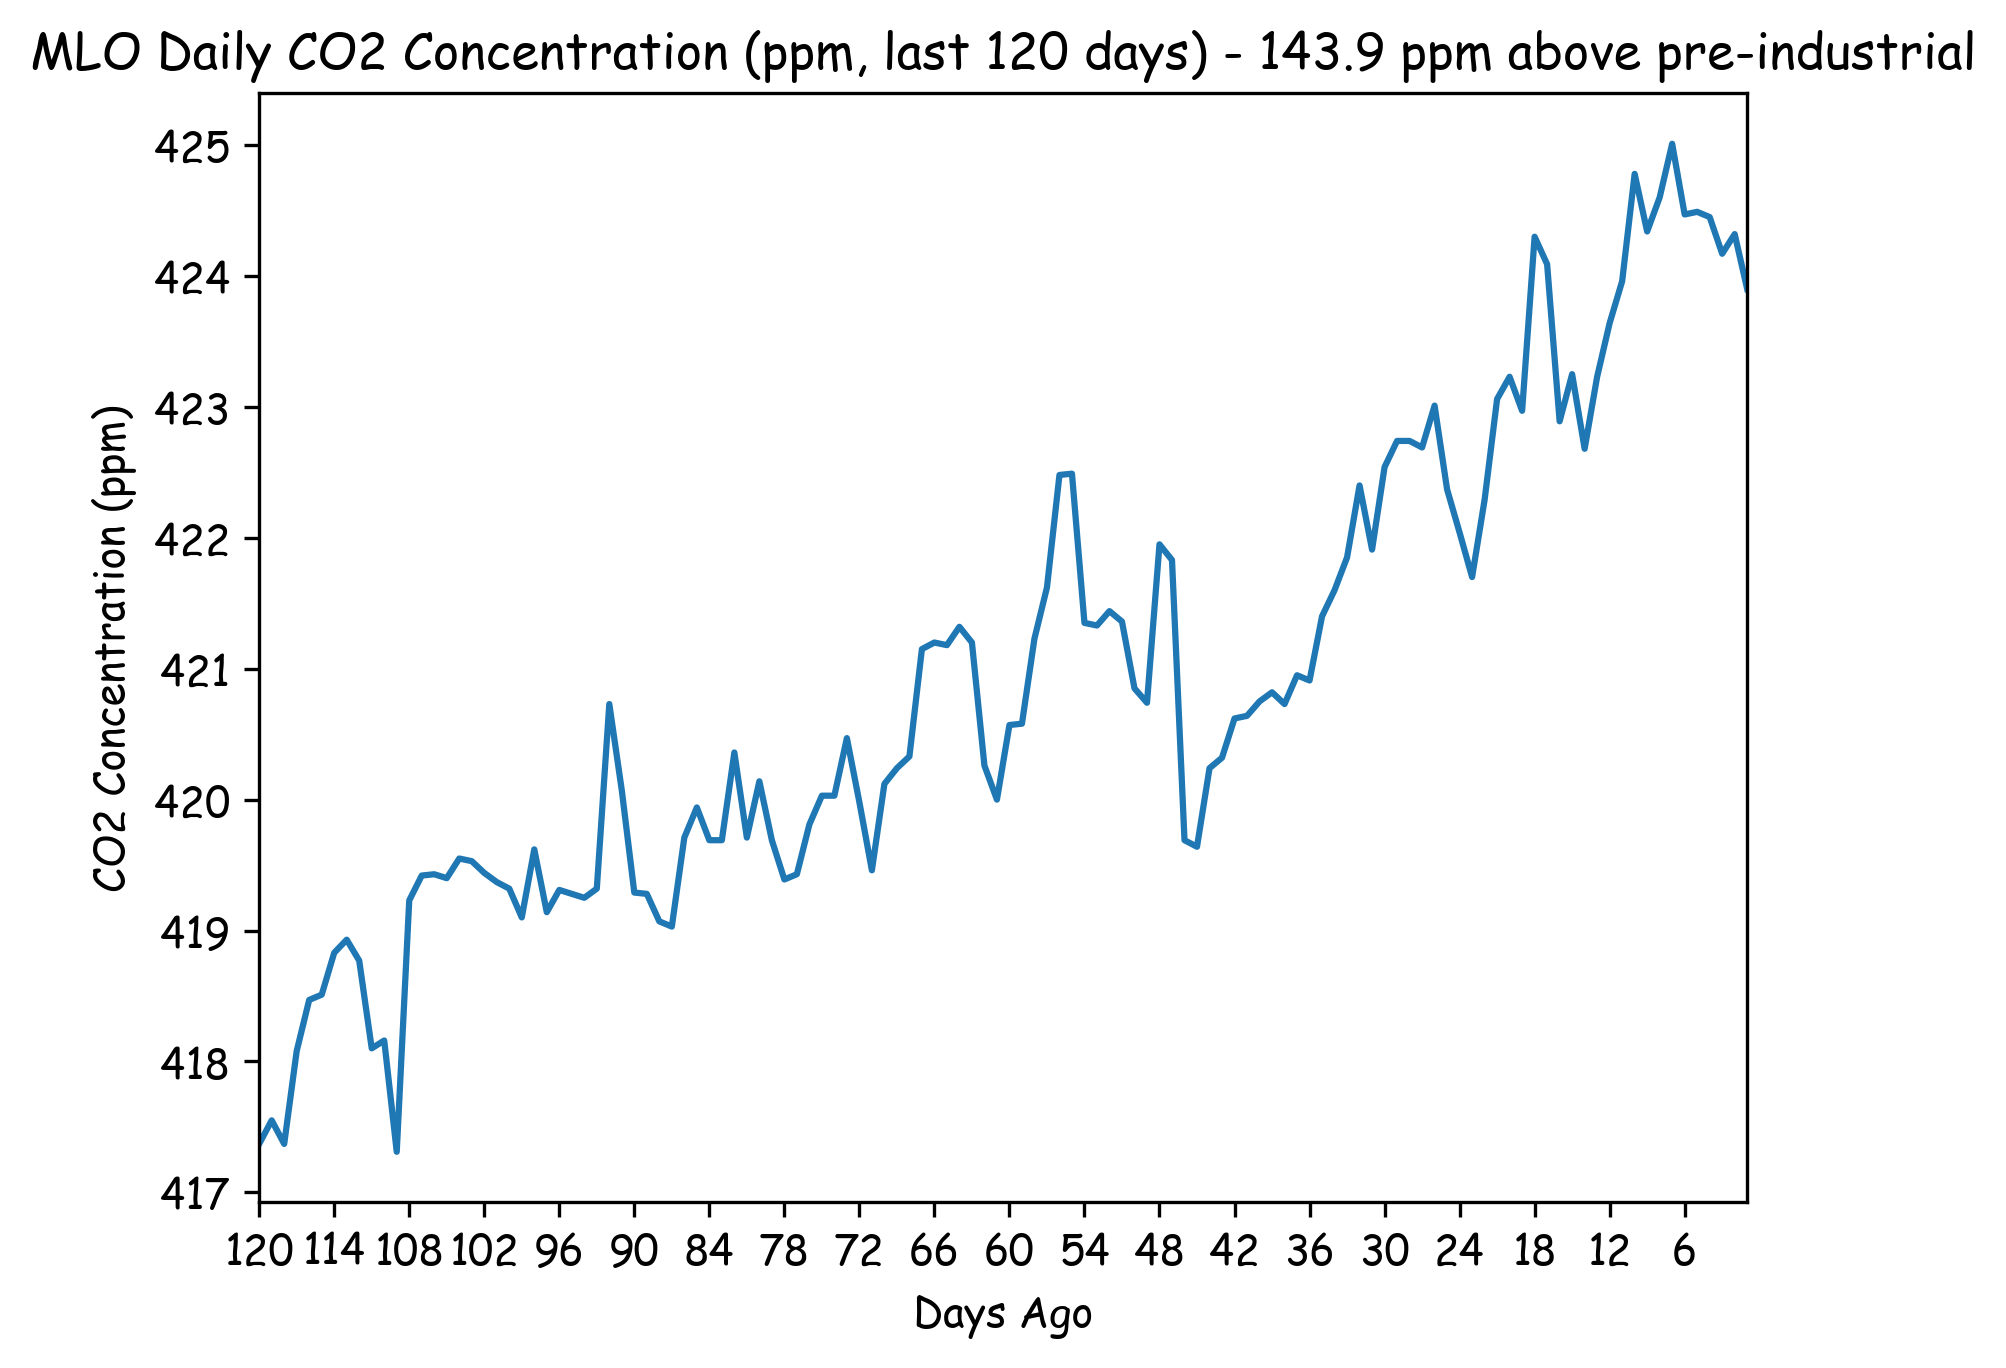 MLO Daily CO2 Concentration (ppm, last 120 days) - 143.9 ppm above pre-industrial
425
424
423
422
421
420
419
418
417
CO2 Concentration (ppm)
120 114 108 102 96 90 84 78 72 66 60 54 48 42 36 30 24 18 12 6
Days Ago